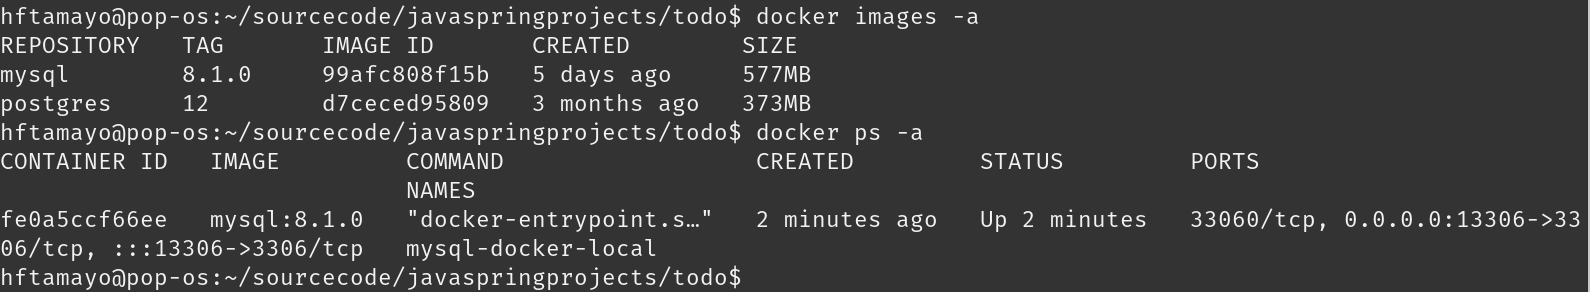 hftamayo@pop-os:~/sourcecode/javaspringprojects/todo$ docker images -a
REPOSITORY   TAG       IMAGE ID       CREATED        SIZE
mysql        8.1.0     99afc808f15b   5 days ago     577MB
postgres     12        d7ceced95809   3 months ago   373MB
hftamayo@pop-os:~/sourcecode/javaspringprojects/todo$ docker ps -a
CONTAINER ID   IMAGE         COMMAND                  CREATED         STATUS         PORTS
                             NAMES
fe0a5ccf66ee   mysql:8.1.0   "docker-entrypoint.s…"   2 minutes ago   Up 2 minutes   33060/tcp, 0.0.0.0:13306->33
06/tcp, :::13306->3306/tcp   mysql-docker-local
hftamayo@pop-os:~/sourcecode/javaspringprojects/todo$